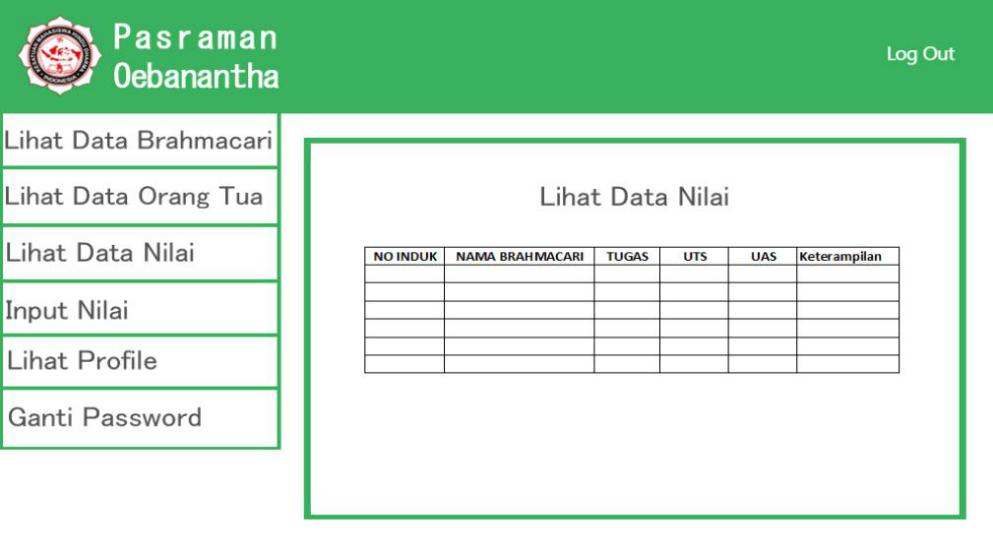 Pasraman
Oebanantha
Log Out
Lihat Data Brahmacari
Lihat Data Orang Tua
Lihat Data Nilai
Input Nilai
Lihat Profile
Ganti Password
Lihat Data Nilai
NO INDUK NAMA BRAHMACARI TUGAS UTS UAS Keterampilan